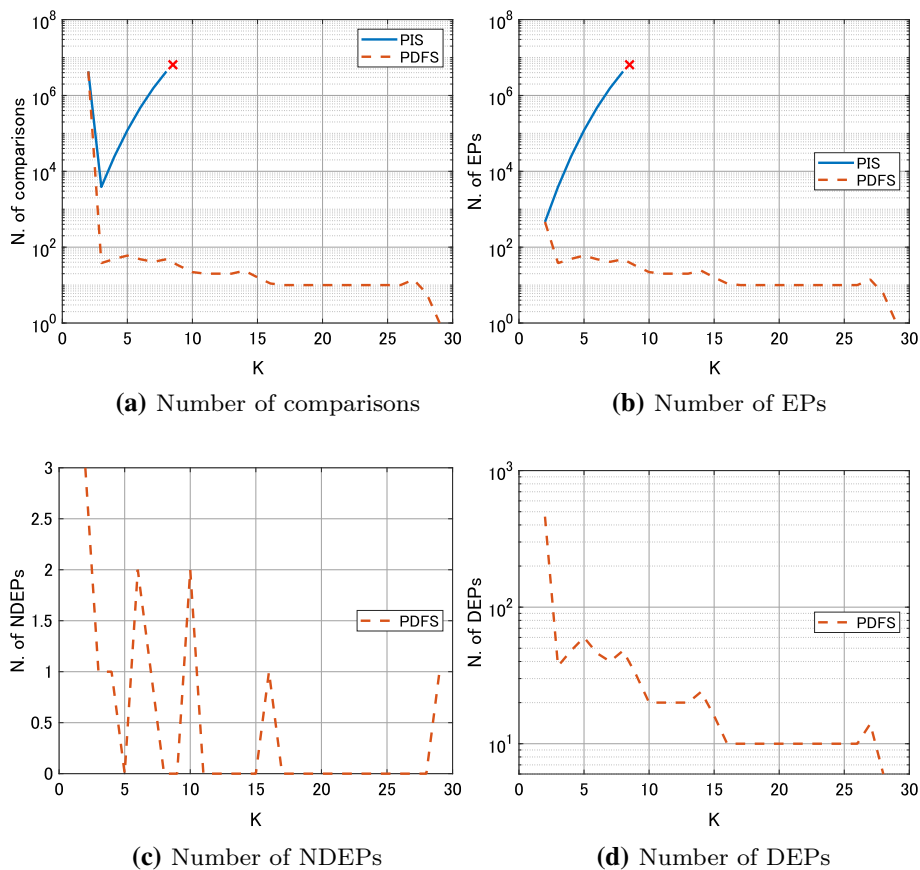 10^8
10^6
10^4
10^2
10^0
N. of comparisons
PIS
PDFS
0 5 10 15 20 25 30
K
(a) Number of comparisons
10^8
10^6
10^4
10^2
10^0
N. of EPs
PIS
PDFS
0 5 10 15 20 25 30
K
(b) Number of EPs
3
2.5
2
1.5
1
0.5
0
N. of NDEPs
PDFS
0 5 10 15 20 25 30
K
(c) Number of NDEPs
10^3
10^2
10^1
N. of DEPs
PDFS
0 5 10 15 20 25 30
K
(d) Number of DEPs